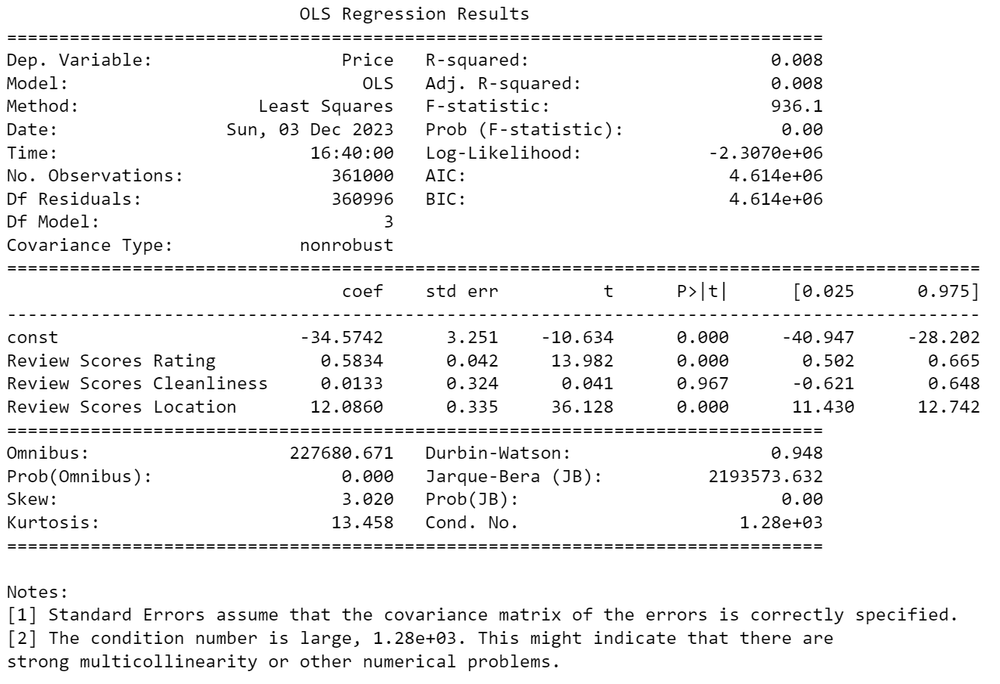 OLS Regression Results
==============================================================================
Dep. Variable:                  Price   R-squared:                       0.008
Model:                            OLS   Adj. R-squared:                  0.008
Method:                 Least Squares   F-statistic:                     936.1
Date:                Sun, 03 Dec 2023   Prob (F-statistic):               0.00
Time:                        16:40:00   Log-Likelihood:            -2.3070e+06
No. Observations:              361000   AIC:                         4.614e+06
Df Residuals:                  360996   BIC:                         4.614e+06
Df Model:                           3
Covariance Type:            nonrobust
=============================================================================================
                                coef    std err          t      P>|t|      [0.025      0.975]
---------------------------------------------------------------------------------------------
const                       -34.5742      3.251    -10.634      0.000     -40.947     -28.202
Review Scores Rating          0.5834      0.042     13.982      0.000       0.502       0.665
Review Scores Cleanliness     0.0133      0.324      0.041      0.967      -0.621       0.648
Review Scores Location       12.0860      0.335     36.128      0.000      11.430      12.742
==============================================================================
Omnibus:                   227680.671   Durbin-Watson:                   0.948
Prob(Omnibus):                  0.000   Jarque-Bera (JB):          2193573.632
Skew:                           3.020   Prob(JB):                         0.00
Kurtosis:                      13.458   Cond. No.                     1.28e+03
==============================================================================

Notes:
[1] Standard Errors assume that the covariance matrix of the errors is correctly specified.
[2] The condition number is large, 1.28e+03. This might indicate that there are
strong multicollinearity or other numerical problems.